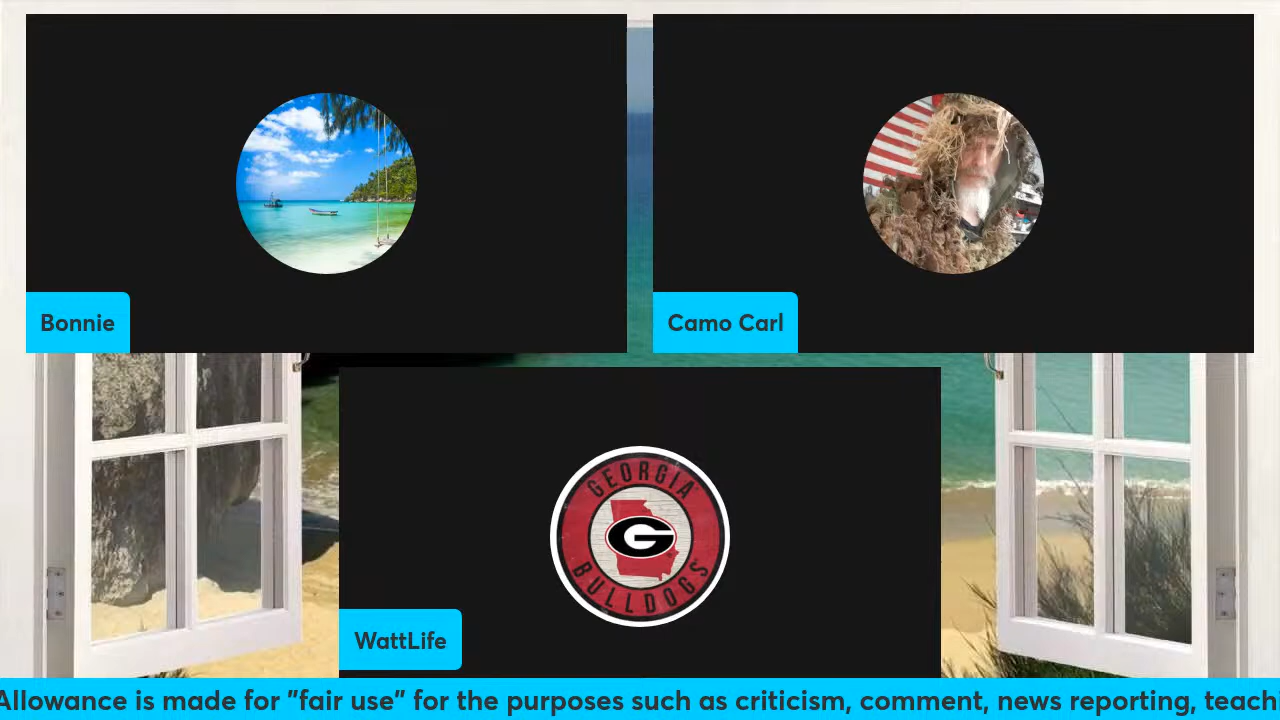 Bonnie
Camo Carl
GEORGIA
G
BULLDOGS
WattLife
Allowance is made for "fair use" for the purposes such as criticism, comment, news reporting, teach